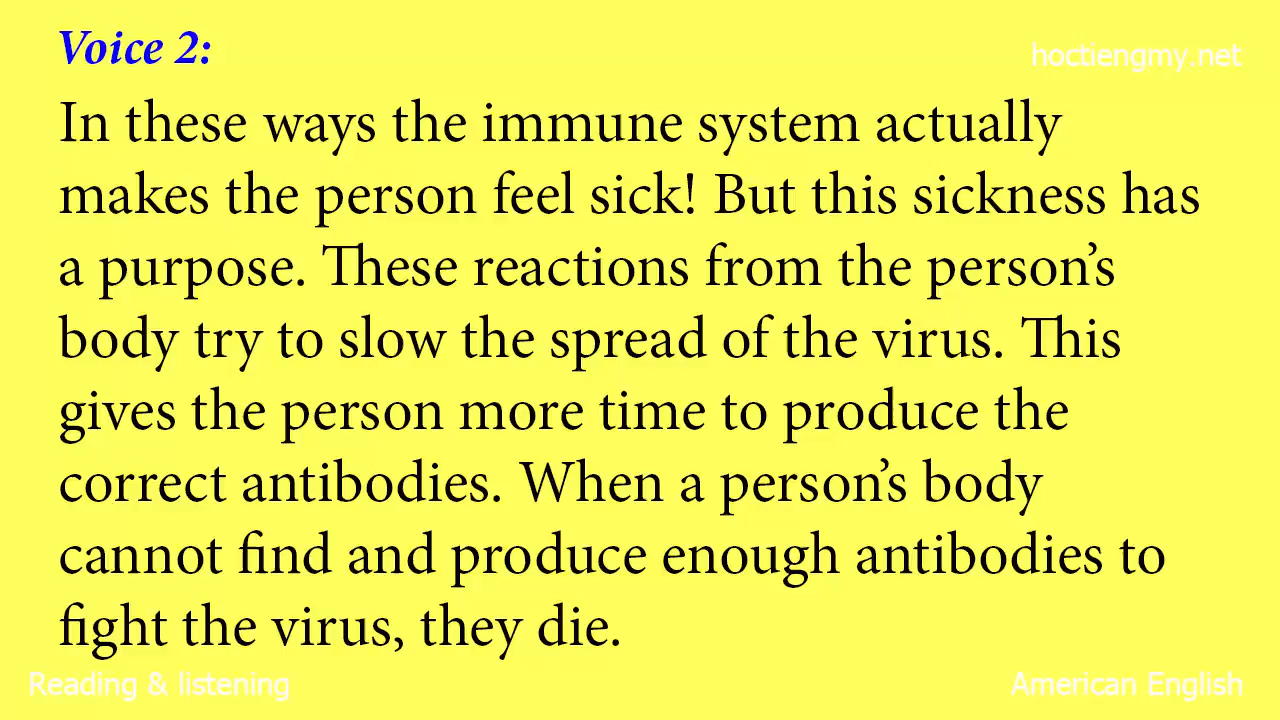 Voice 2:
hoctiengmy.net
In these ways the immune system actually
makes the person feel sick! But this sickness has
a purpose. These reactions from the person’s
body try to slow the spread of the virus. This
gives the person more time to produce the
correct antibodies. When a person’s body
cannot find and produce enough antibodies to
fight the virus, they die.
Reading & listening
American English